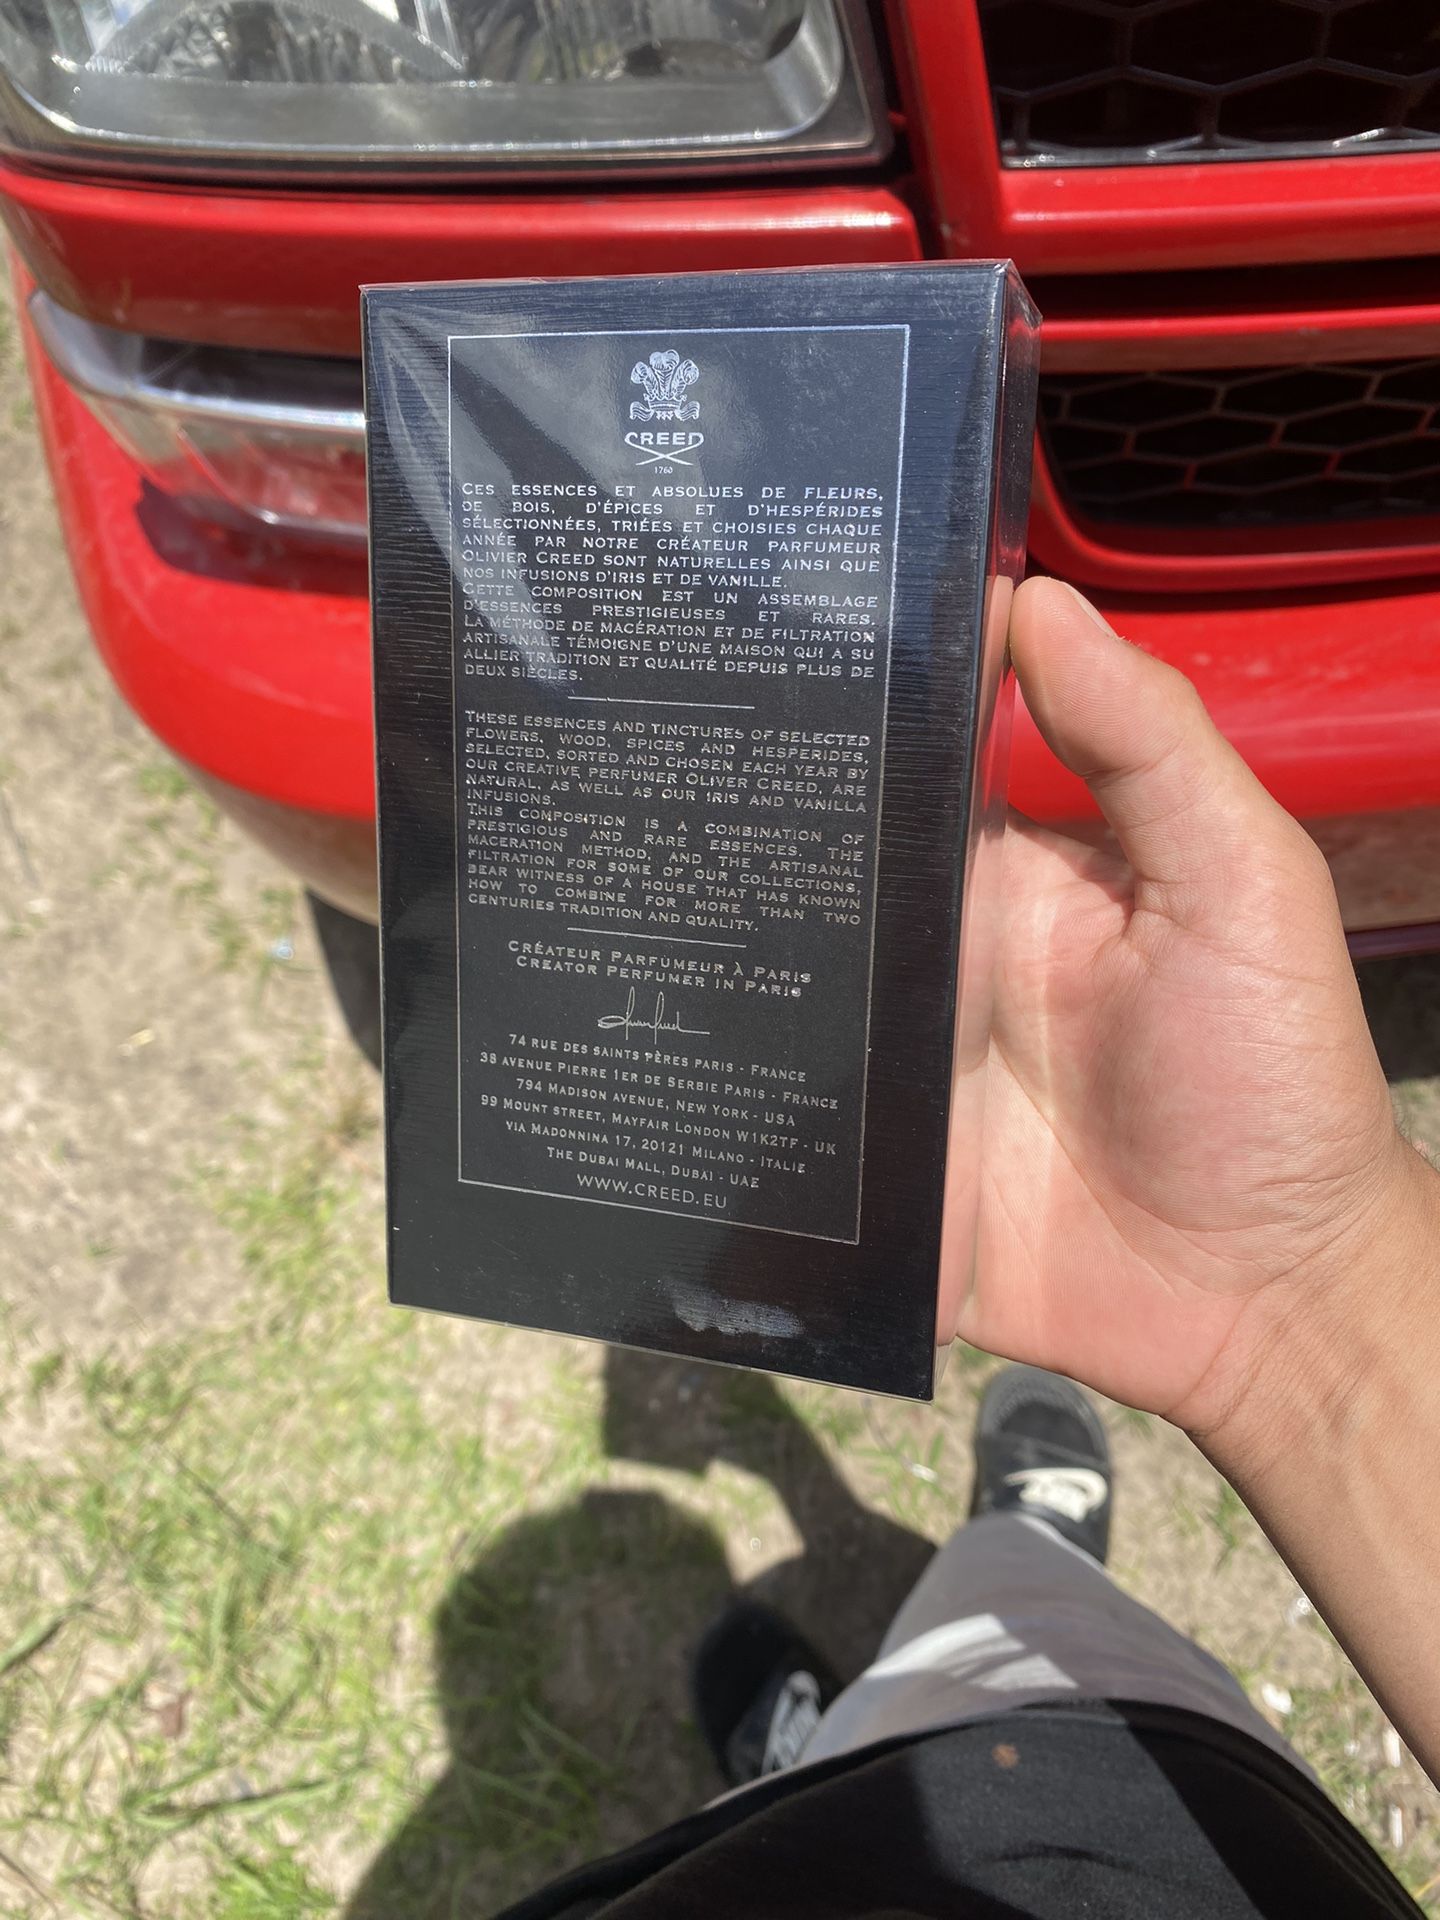 CREED
1760
CES ESSENCES ET ABSOLUES DE FLEURS,
DE BOIS, D'ÉPICES ET D'HESPÉRIDES
SÉLECTIONNÉES, TRIÉES ET CHOISIES CHAQUE
ANNÉE PAR NOTRE CRÉATEUR PARFUMEUR
OLIVIER CREED SONT NATURELLES AINSI QUE
NOS INFUSIONS D'IRIS ET DE VANILLE.
CETTE COMPOSITION EST UN ASSEMBLAGE
D'ESSENCES PRESTIGIEUSES ET RARES.
LA MÉTHODE DE MACÉRATION ET DE FILTRATION
ARTISANALE TÉMOIGNE D'UNE MAISON QUI A SU
ALLIER TRADITION ET QUALITÉ DEPUIS PLUS DE
DEUX SIÈCLES.
THESE ESSENCES AND TINCTURES OF SELECTED
FLOWERS, WOOD, SPICES AND HESPERIDES,
SELECTED, SORTED AND CHOSEN EACH YEAR BY
OUR CREATIVE PERFUMER OLIVER CREED, ARE
NATURAL, AS WELL AS OUR IRIS AND VANILLA
INFUSIONS.
THIS COMPOSITION IS A COMBINATION OF
PRESTIGIOUS AND RARE ESSENCES. THE
MACERATION METHOD, AND THE ARTISANAL
FILTRATION FOR SOME OF OUR COLLECTIONS,
BEAR WITNESS OF A HOUSE THAT HAS KNOWN
HOW TO COMBINE FOR MORE THAN TWO
CENTURIES TRADITION AND QUALITY.
CRÉATEUR PARFUMEUR À PARIS
CREATOR PERFUMER IN PARIS
74 RUE DES SAINTS PÈRES PARIS - FRANCE
38 AVENUE PIERRE 1ER DE SERBIE PARIS - FRANCE
794 MADISON AVENUE, NEW YORK - USA
99 MOUNT STREET, MAYFAIR LONDON W1K2TF - UK
VIA MADONNINA 17, 20121 MILANO - ITALIE
THE DUBAI MALL, DUBAI - UAE
WWW.CREED.EU